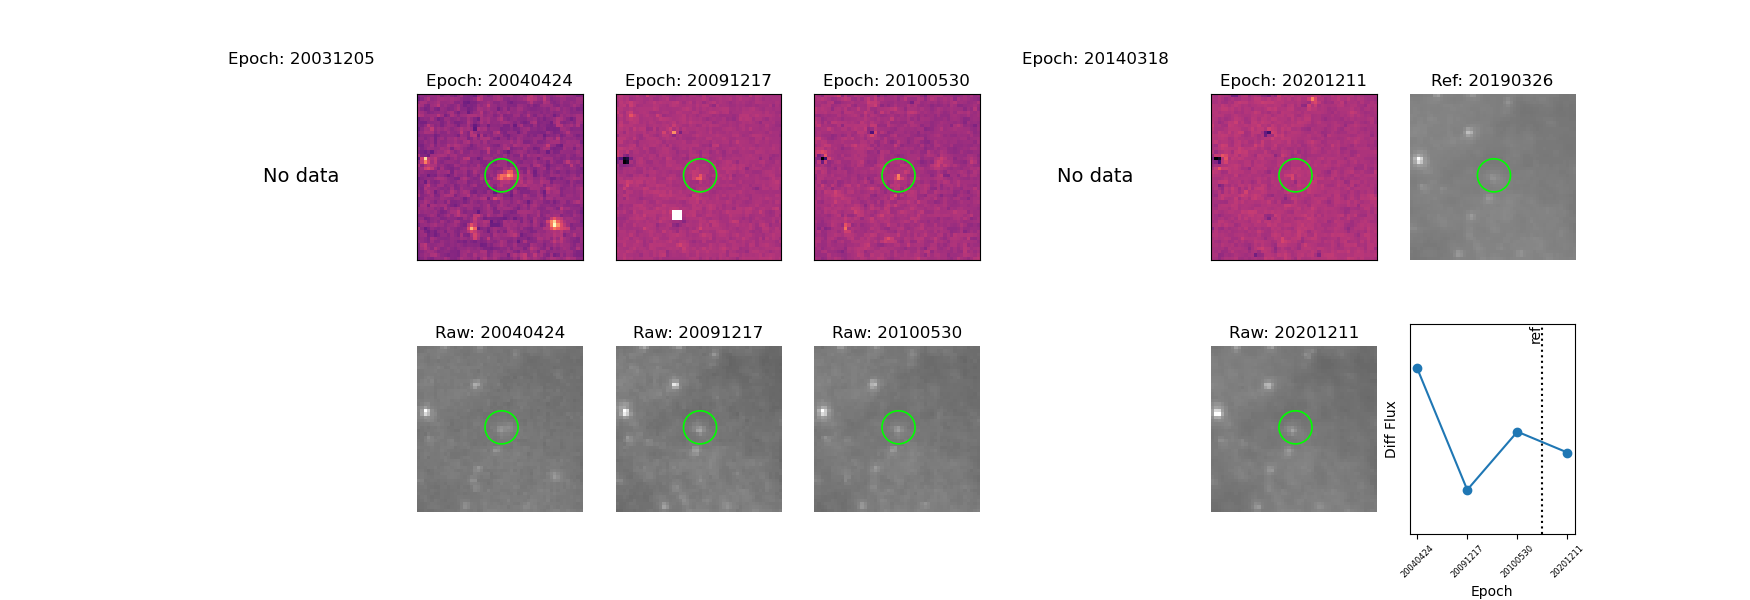 Epoch: 20031205
Epoch: 20140318
Epoch: 20040424
Epoch: 20091217
Epoch: 20100530
Epoch: 20201211
Ref: 20190326
No data
No data
Raw: 20040424
Raw: 20091217
Raw: 20100530
Raw: 20201211
ref
Diff Flux
20040424
20091217
20100530
20201211
Epoch